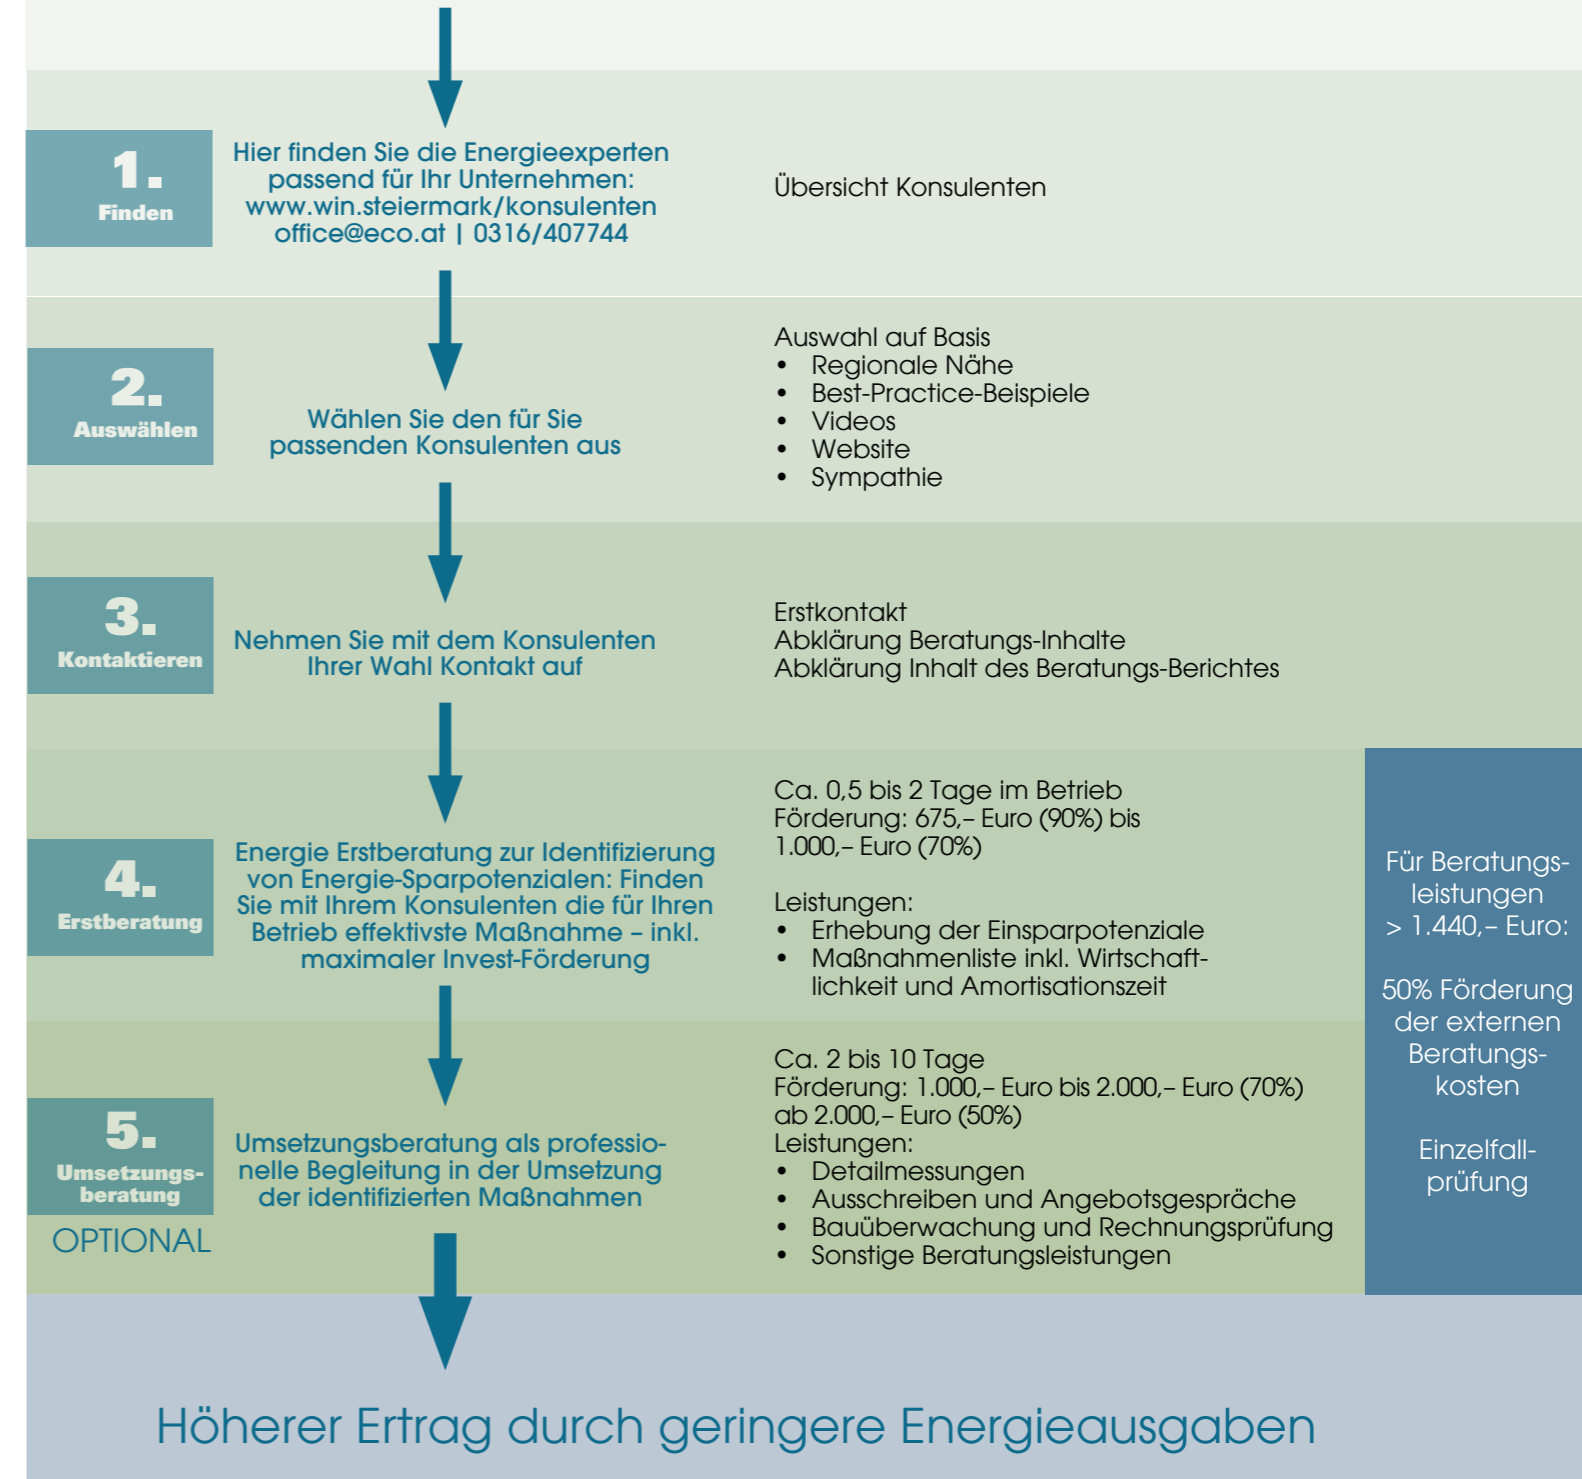 1.
Finden
Hier finden Sie die Energieexperten
passend für Ihr Unternehmen:
www.win.steiermark/konsulenten
office@eco.at | 0316/407744
Übersicht Konsulenten
2.
Auswählen
Wählen Sie den für Sie
passenden Konsulenten aus
Auswahl auf Basis
• Regionale Nähe
• Best-Practice-Beispiele
• Videos
• Website
• Sympathie
3.
Kontaktieren
Nehmen Sie mit dem Konsulenten
Ihrer Wahl Kontakt auf
Erstkontakt
Abklärung Beratungs-Inhalte
Abklärung Inhalt des Beratungs-Berichtes
4.
Erstberatung
Energie Erstberatung zur Identifizierung
von Energie-Sparpotenzialen: Finden
Sie mit Ihrem Konsulenten die für Ihren
Betrieb effektivste Maßnahme – inkl.
maximaler Invest-Förderung
Ca. 0,5 bis 2 Tage im Betrieb
Förderung: 675,– Euro (90%) bis
1.000,– Euro (70%)
Leistungen:
• Erhebung der Einsparpotenziale
• Maßnahmenliste inkl. Wirtschaft-
lichkeit und Amortisationszeit
5.
Umsetzungs-
beratung
OPTIONAL
Umsetzungsberatung als professio-
nelle Begleitung in der Umsetzung
der identifizierten Maßnahmen
Ca. 2 bis 10 Tage
Förderung: 1.000,– Euro bis 2.000,– Euro (70%)
ab 2.000,– Euro (50%)
Leistungen:
• Detailmessungen
• Ausschreiben und Angebotsgespräche
• Bauüberwachung und Rechnungsprüfung
• Sonstige Beratungsleistungen
Für Beratungs-
leistungen
> 1.440,– Euro:
50% Förderung
der externen
Beratungs-
kosten
Einzelfall-
prüfung
Höherer Ertrag durch geringere Energieausgaben